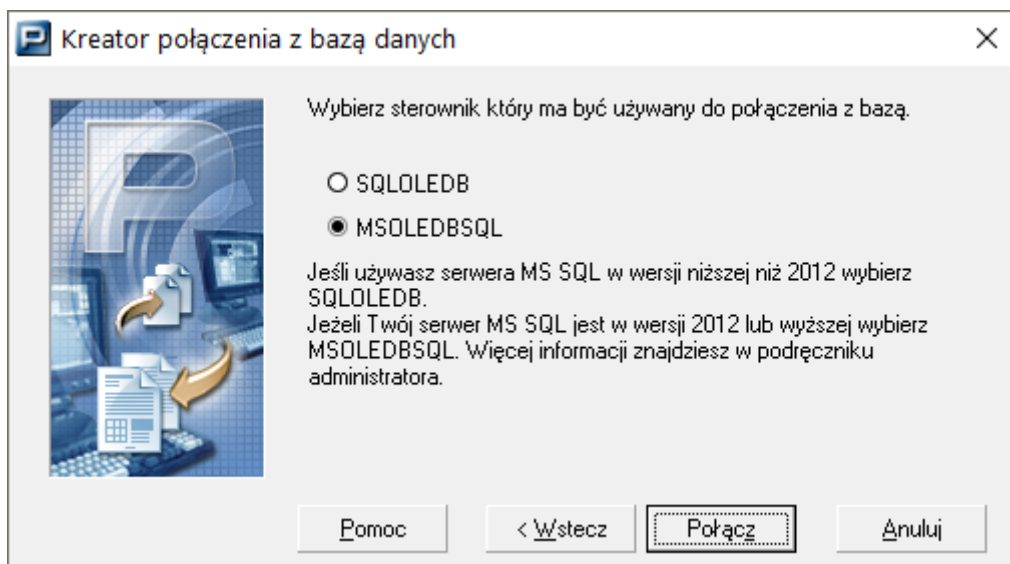 Kreator połączenia z bazą danych
Wybierz sterownik który ma być używany do połączenia z bazą.
SQLOLEDB
MSOLEDBSQL
Jeśli używasz serwera MS SQL w wersji niższej niż 2012 wybierz
SQLOLEDB.
Jeżeli Twój serwer MS SQL jest w wersji 2012 lub wyższej wybierz
MSOLEDBSQL. Więcej informacji znajdziesz w podręczniku
administratora.
Pomoc
< Wstecz
Połącz
Anuluj